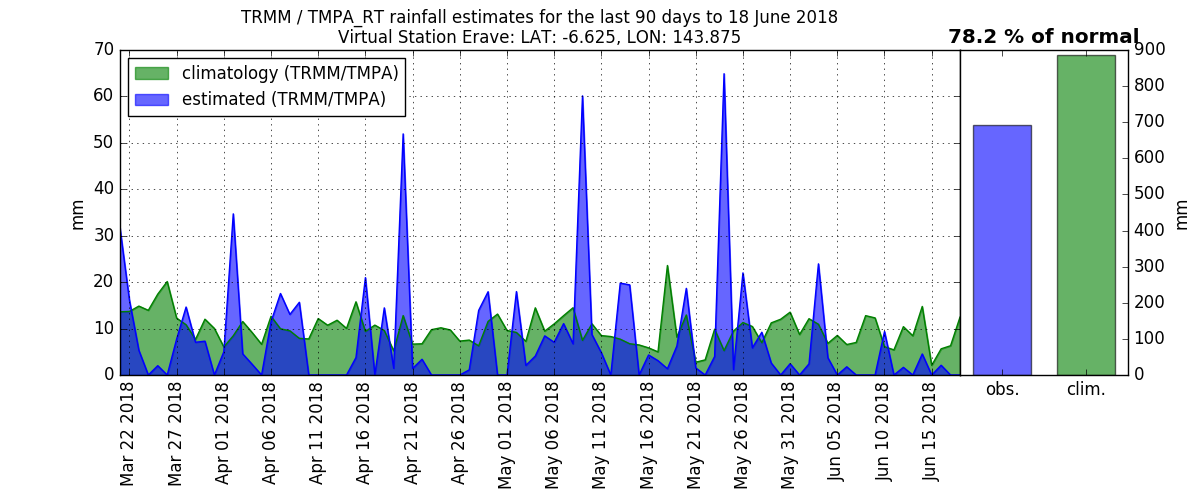 TRMM / TMPA_RT rainfall estimates for the last 90 days to 18 June 2018
Virtual Station Erave: LAT: -6.625, LON: 143.875
78.2 % of normal
climatology (TRMM/TMPA)
estimated (TRMM/TMPA)
70
60
50
40
30
20
10
0
mm
Mar 22 2018
Mar 27 2018
Apr 01 2018
Apr 06 2018
Apr 11 2018
Apr 16 2018
Apr 21 2018
Apr 26 2018
May 01 2018
May 06 2018
May 11 2018
May 16 2018
May 21 2018
May 26 2018
May 31 2018
Jun 05 2018
Jun 10 2018
Jun 15 2018
obs.
clim.
900
800
700
600
500
400
300
200
100
0
mm